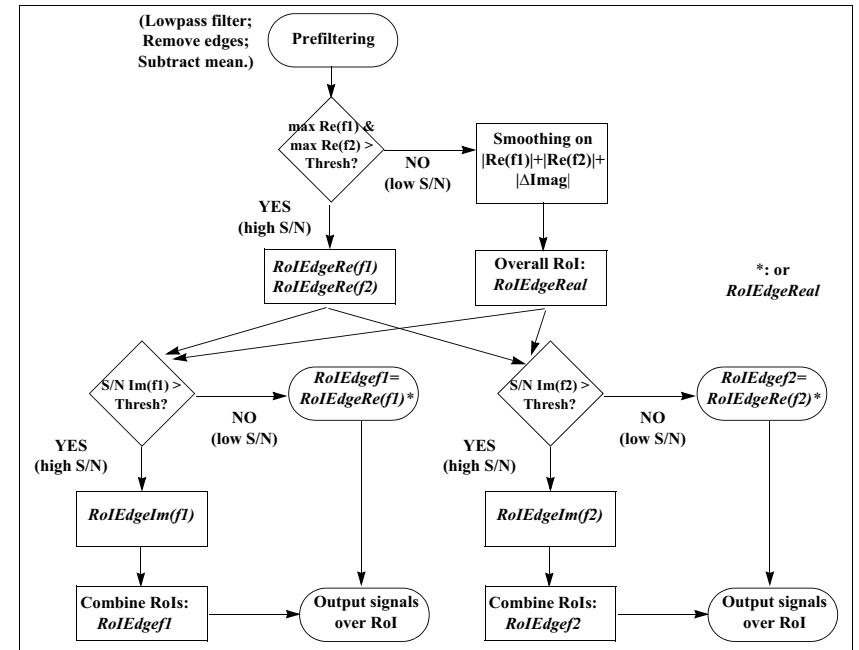 (Lowpass filter;
Remove edges;
Subtract mean.)
Prefiltering
max Re(f1) &
max Re(f2) >
Thresh?
NO
(low S/N)
Smoothing on
|Re(f1)|+|Re(f2)|+
|ΔImag|
YES
(high S/N)
RoIEdgeRe(f1)
RoIEdgeRe(f2)
Overall RoI:
RoIEdgeReal
*: or
RoIEdgeReal
S/N Im(f1) >
Thresh?
NO
(low S/N)
RoIEdgef1=
RoIEdgeRe(f1)*
YES
(high S/N)
RoIEdgeIm(f1)
Combine RoIs:
RoIEdgef1
Output signals
over RoI
S/N Im(f2) >
Thresh?
NO
(low S/N)
RoIEdgef2=
RoIEdgeRe(f2)*
YES
(high S/N)
RoIEdgeIm(f2)
Combine RoIs:
RoIEdgef2
Output signals
over RoI